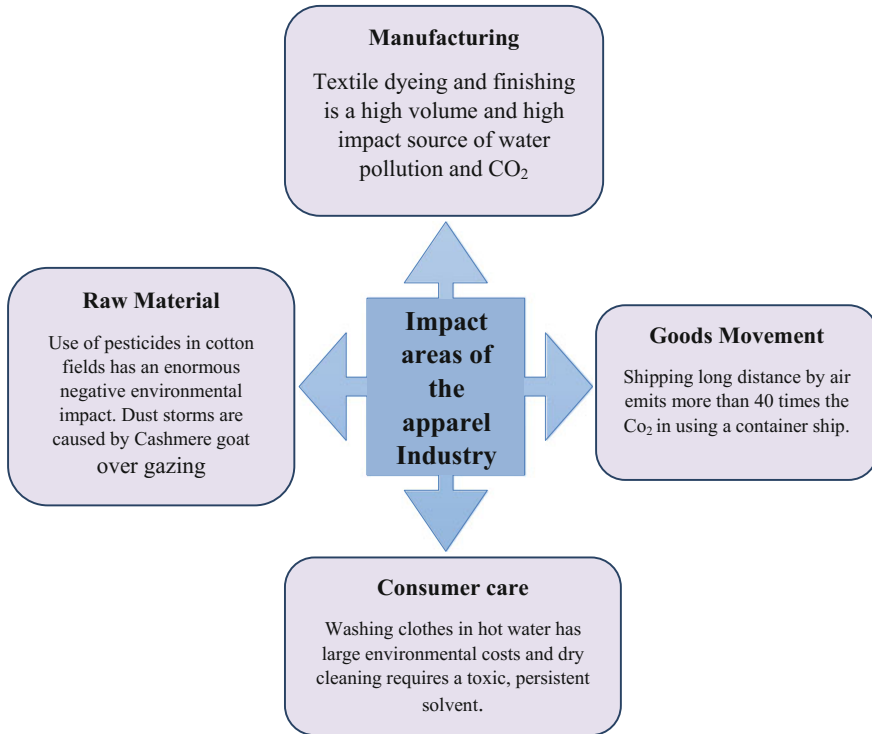 Manufacturing
Textile dyeing and finishing
is a high volume and high
impact source of water
pollution and CO₂
Raw Material
Use of pesticides in cotton
fields has an enormous
negative environmental
impact. Dust storms are
caused by Cashmere goat
over gazing
Impact
areas of
the
apparel
Industry
Goods Movement
Shipping long distance by air
emits more than 40 times the
Co₂ in using a container ship.
Consumer care
Washing clothes in hot water has
large environmental costs and dry
cleaning requires a toxic, persistent
solvent.